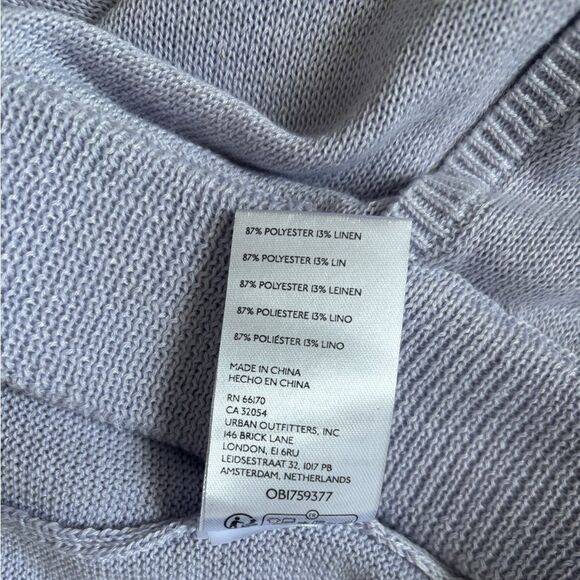 87% POLYESTER 13% LINEN
87% POLYESTER 13% LIN
87% POLYESTER 13% LEINEN
87% POLIESTERE 13% LINO
87% POLIÉSTER 13% LINO
MADE IN CHINA
HECHO EN CHINA
RN 66170
CA 32054
URBAN OUTFITTERS, INC
146 BRICK LANE
LONDON, E1 6RU
LEIDSESTRAAT 32, 1017 PB
AMSTERDAM, NETHERLANDS
OB1759377